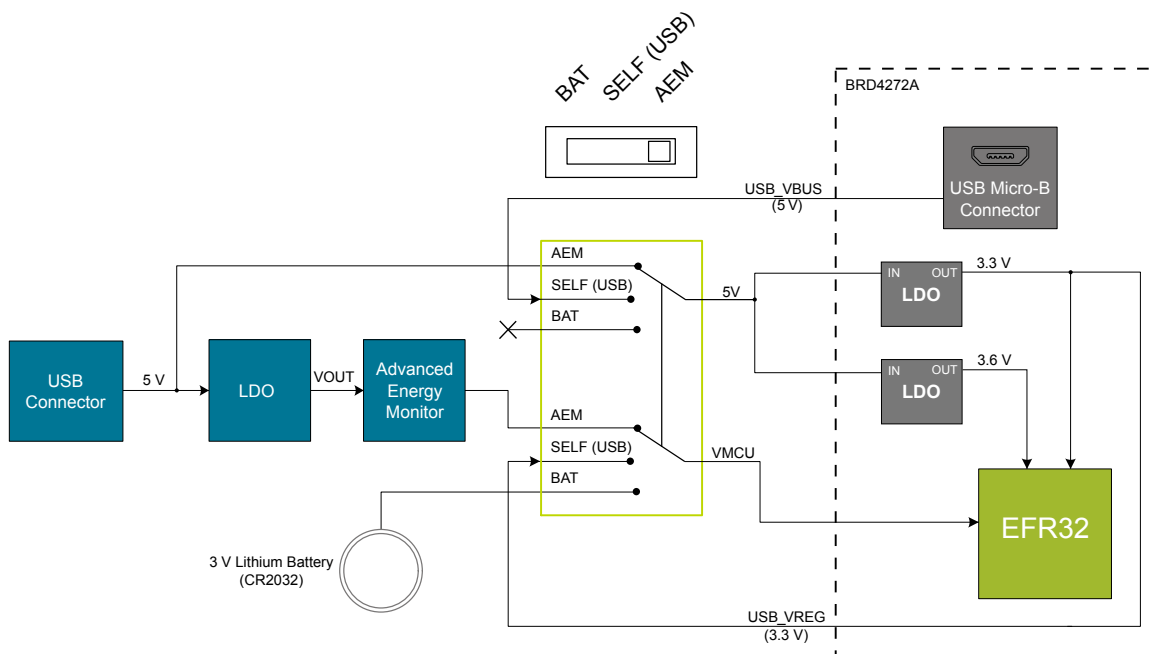 BAT
SELF (USB)
AEM
BRD4272A
USB Micro-B
Connector
USB_VBUS
(5 V)
AEM
SELF (USB)
BAT
5V
IN OUT
LDO
3.3 V
IN OUT
LDO
3.6 V
USB
Connector
5 V
LDO
VOUT
Advanced
Energy
Monitor
AEM
SELF (USB)
BAT
VMCU
EFR32
3 V Lithium Battery
(CR2032)
USB_VREG
(3.3 V)